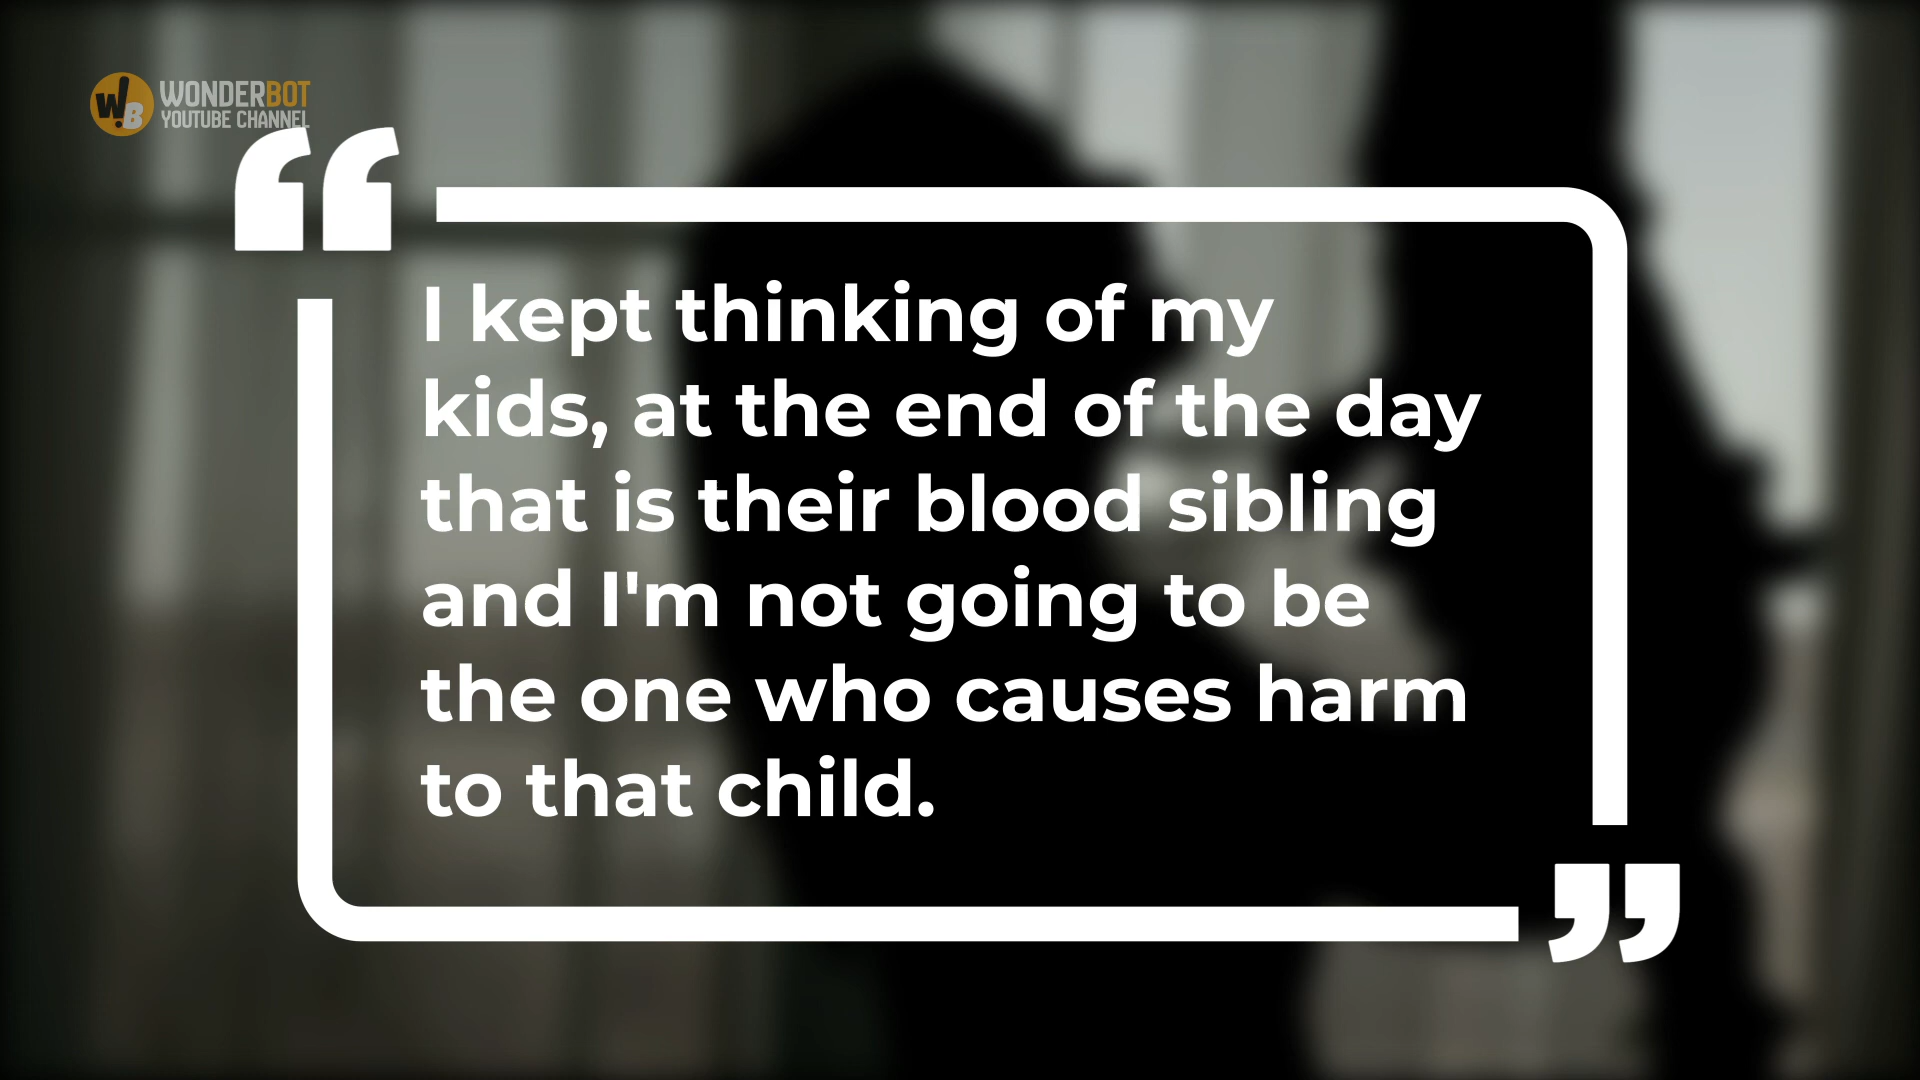 W!B WONDERBOT
YOUTUBE CHANNEL
“
I kept thinking of my
kids, at the end of the day
that is their blood sibling
and I'm not going to be
the one who causes harm
to that child.
”